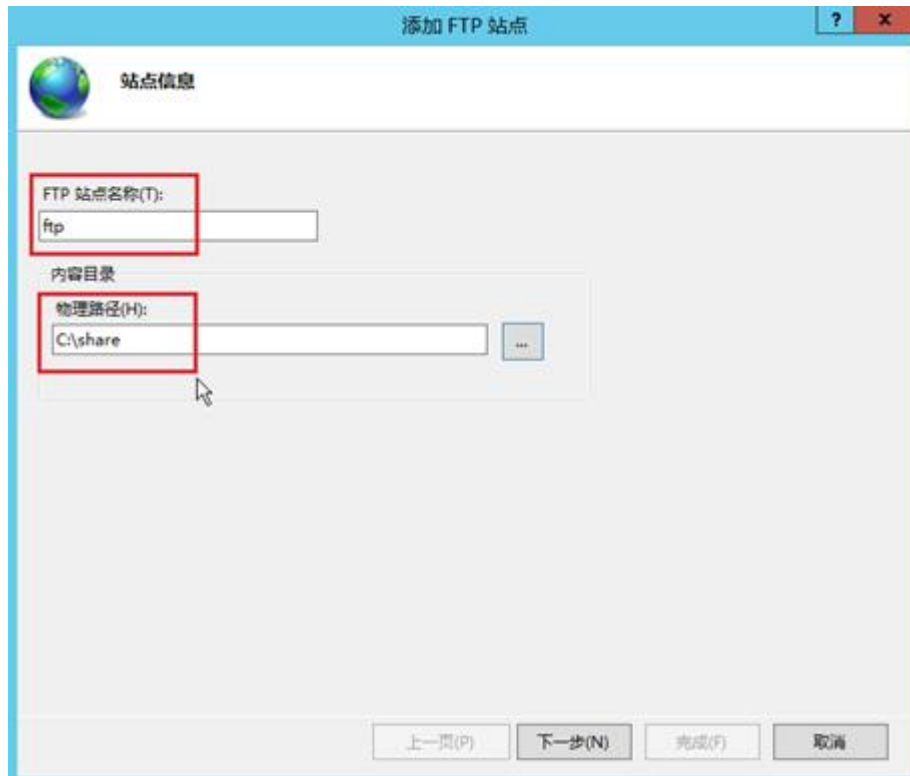 添加 FTP 站点
?
x
站点信息
FTP 站点名称(T):
ftp
内容目录
物理路径(H):
C:\share
...
上一页(P)
下一步(N)
完成(F)
取消